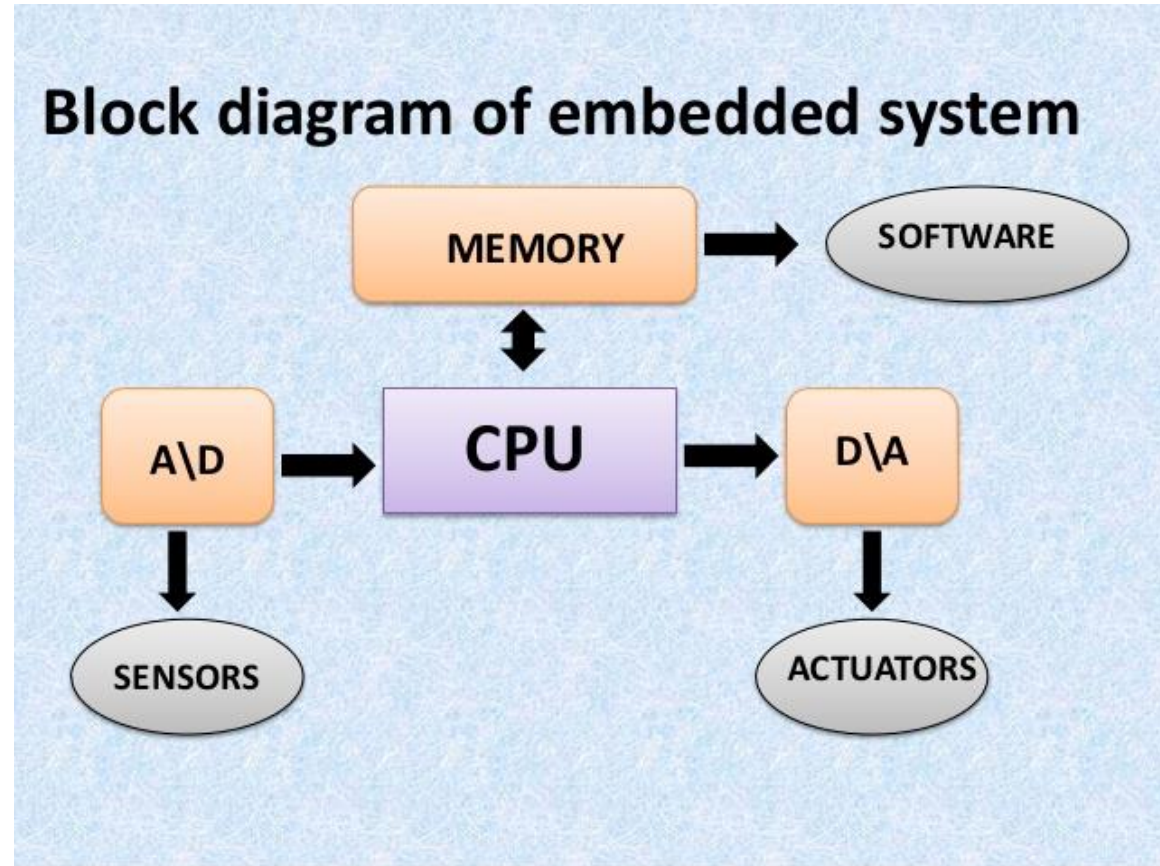 Block diagram of embedded system
MEMORY
SOFTWARE
A\D
CPU
D\A
SENSORS
ACTUATORS